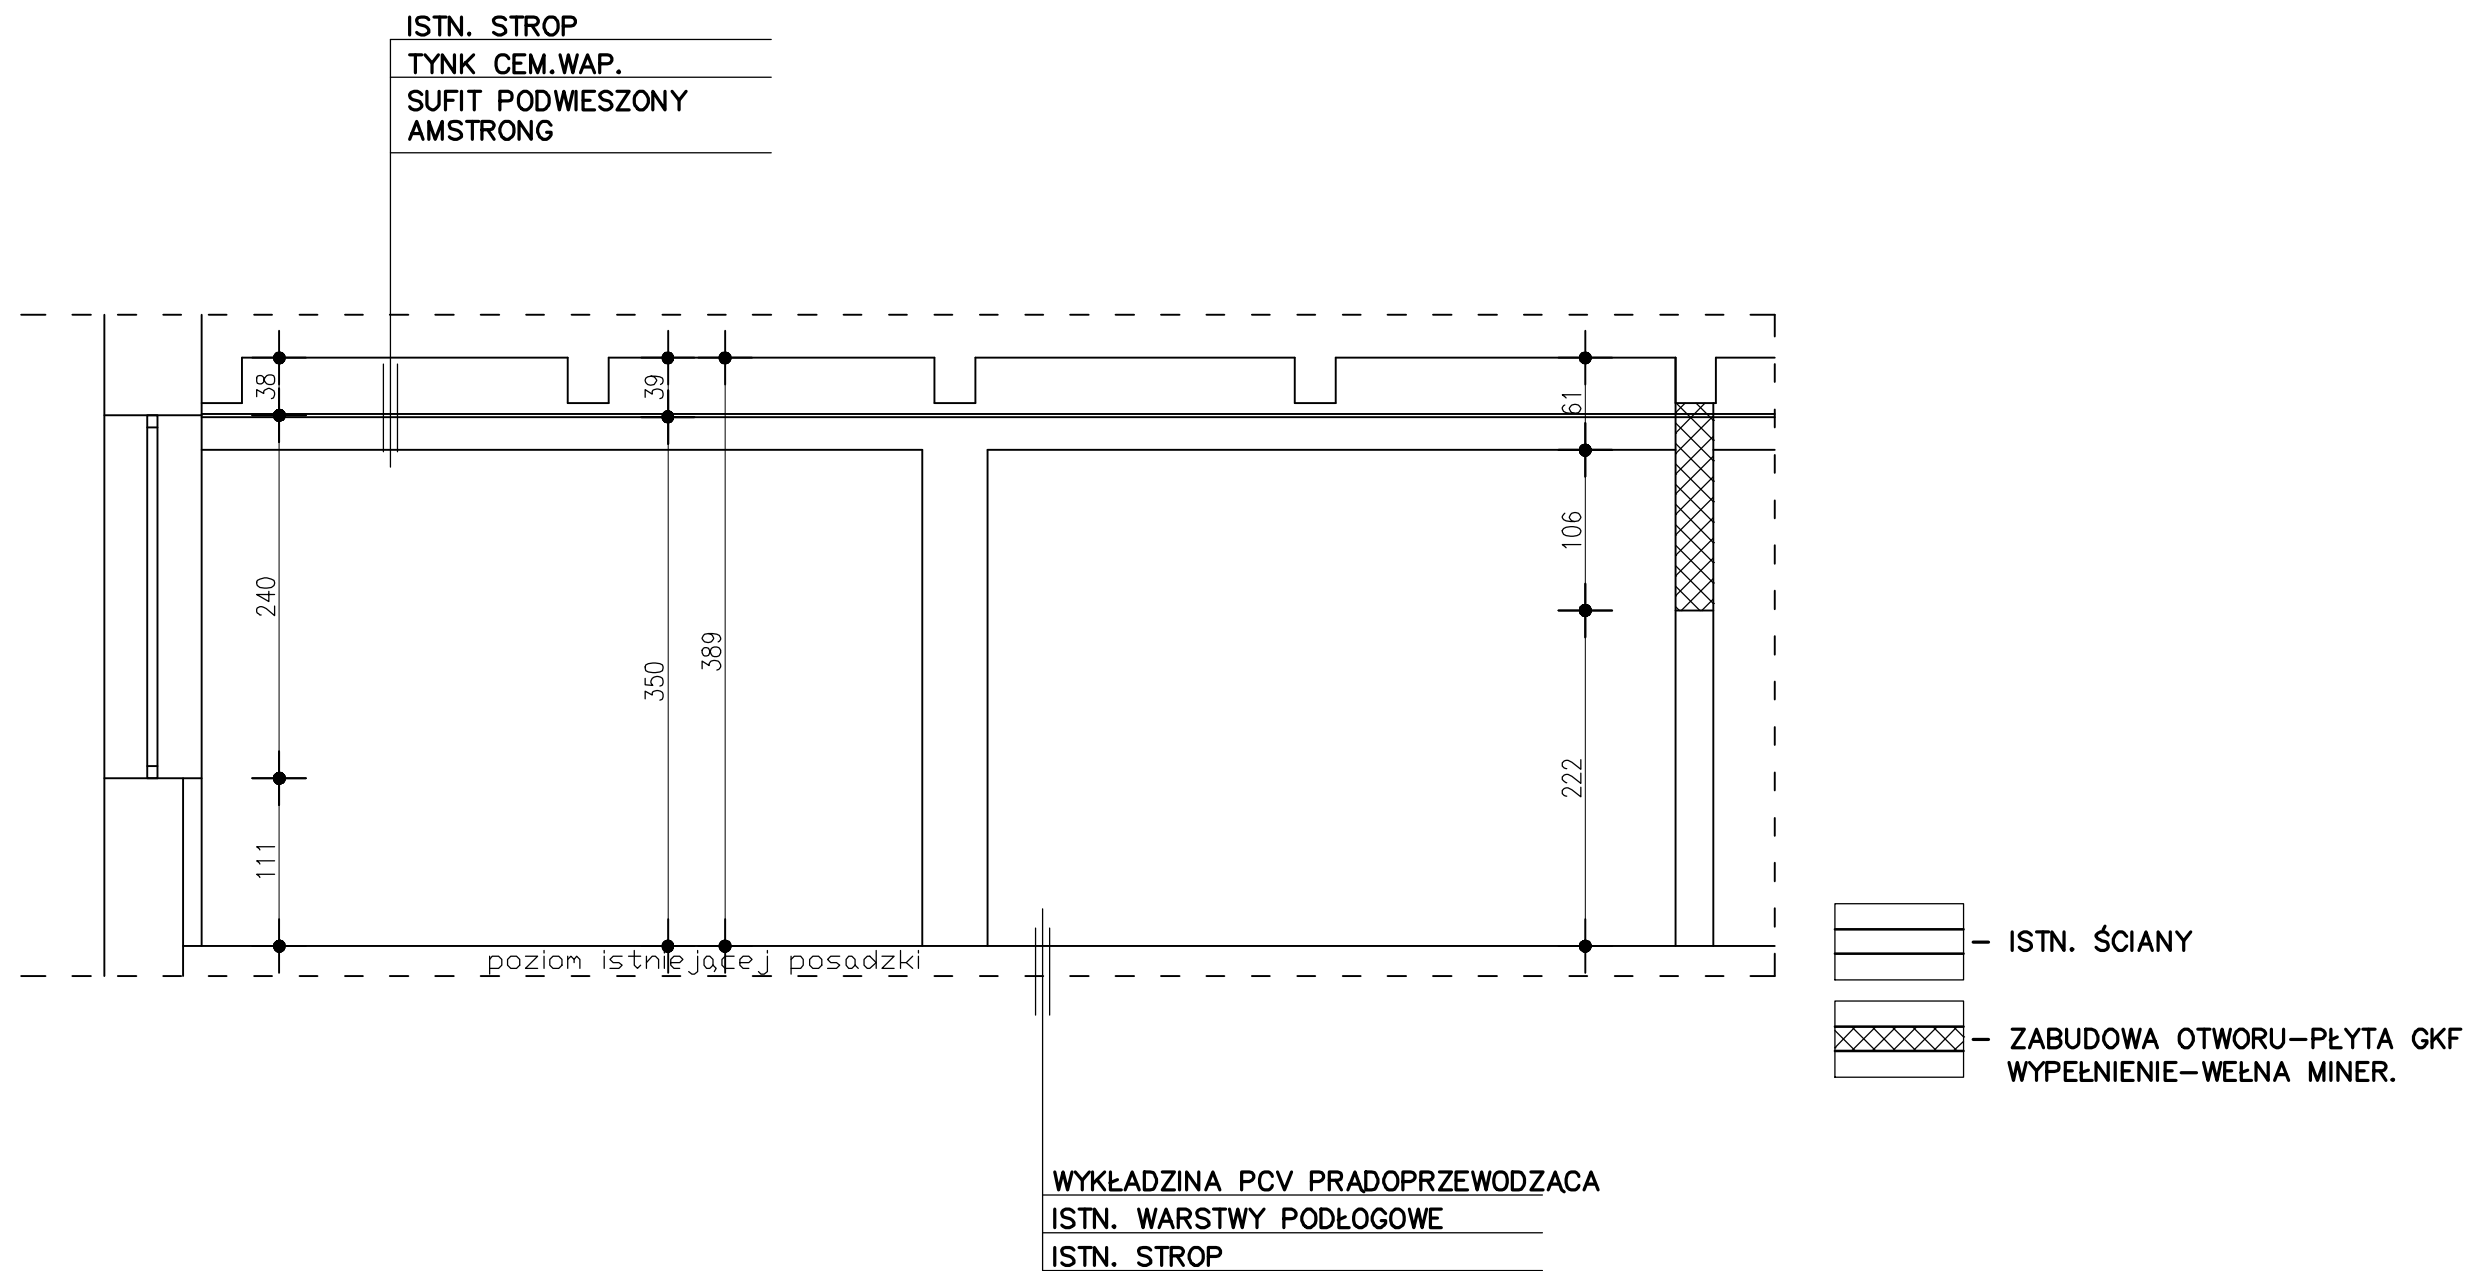 ISTN. STROP
TYNK CEM.WAP.
SUFIT PODWIESZONY
AMSTRONG
38
39
61
240
106
350
389
222
111
poziom istniejącej posadzki
- ISTN. ŚCIANY
- ZABUDOWA OTWORU-PŁYTA GKF
WYPEŁNIENIE-WEŁNA MINER.
WYKŁADZINA PCV PRĄDOPRZEWODZĄCA
ISTN. WARSTWY PODŁOGOWE
ISTN. STROP